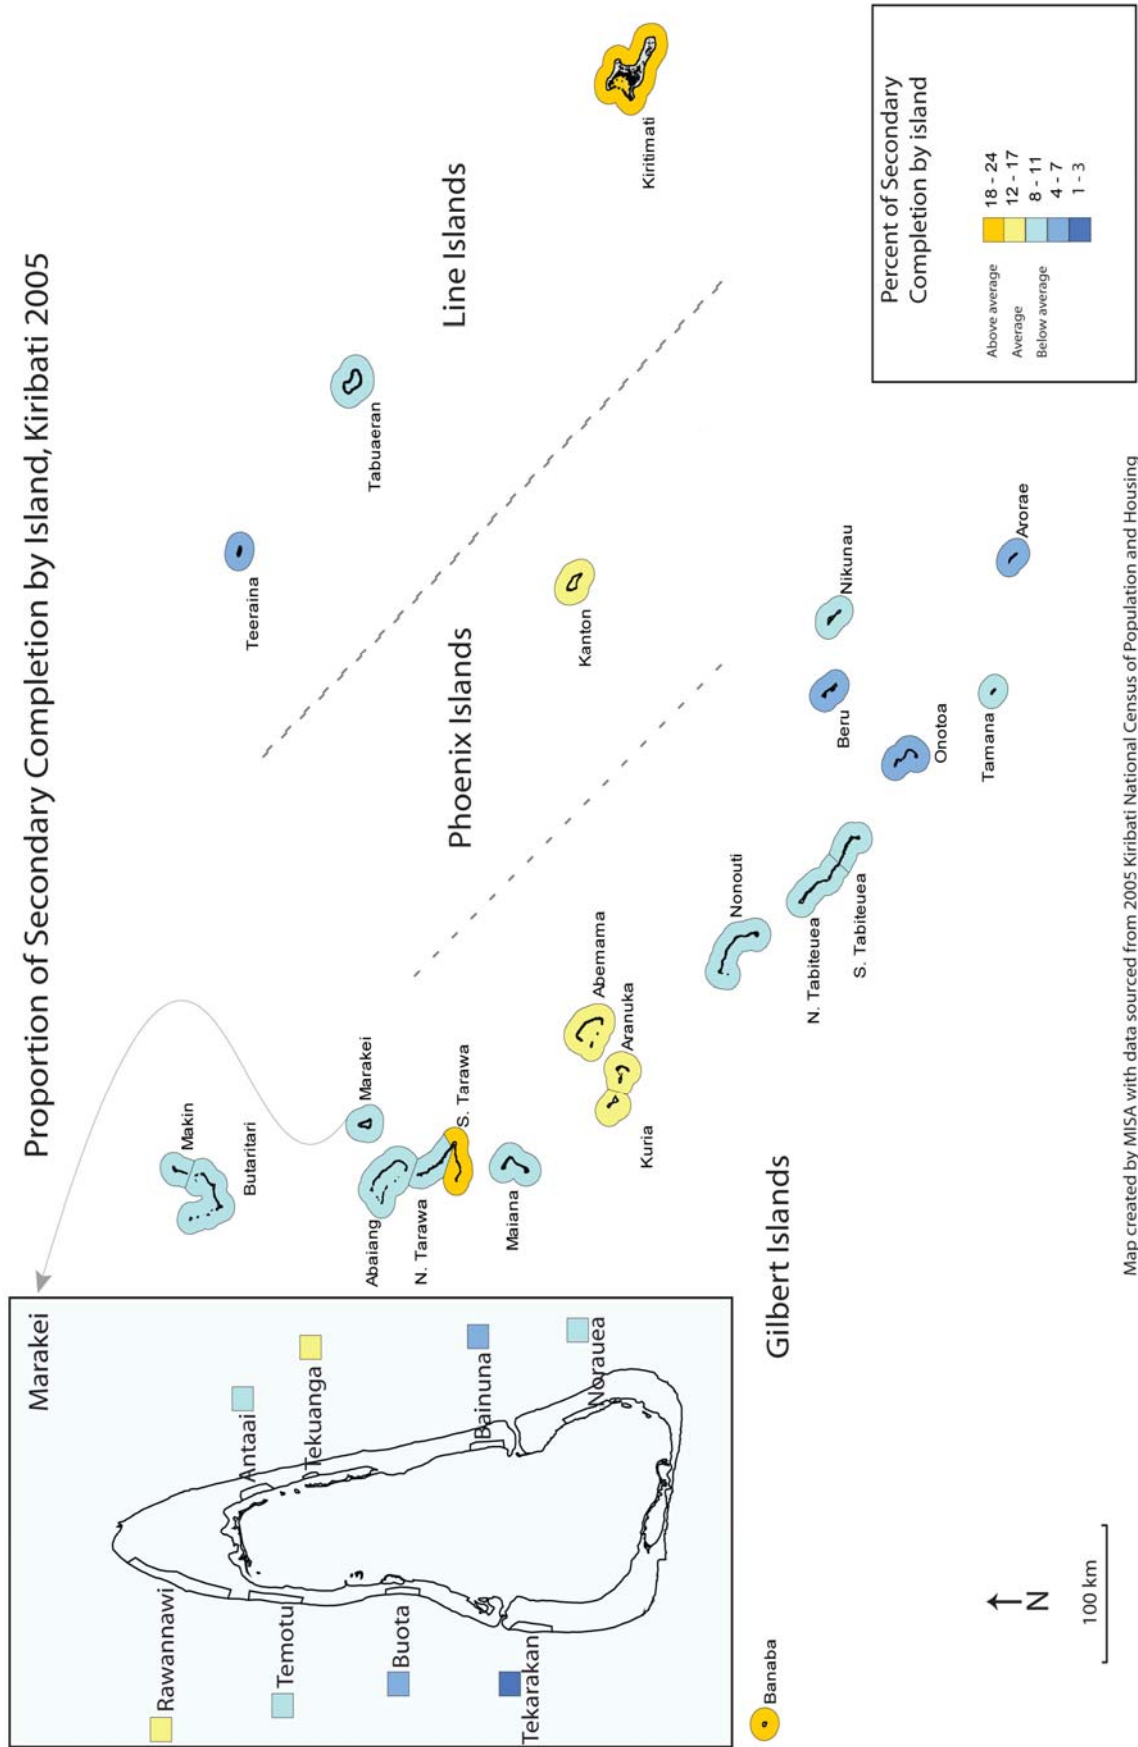 Proportion of Secondary Completion by Island, Kiribati 2005
Marakei
Rawannawi
Antaai
Temotu
Tekuanga
Buota
Bainuna
Tekarakan
Norauea
Makin
Butaritari
Marakei
Abaiang
N. Tarawa
S. Tarawa
Maiana
Abemama
Aranuka
Kuria
Gilbert Islands
Banaba
Nonouti
N. Tabiteuea
S. Tabiteuea
Beru
Nikunau
Onotoa
Tamana
Arorae
Phoenix Islands
Kanton
Line Islands
Teeraina
Tabuaeran
Kiritimati
Percent of Secondary
Completion by island
Above average 18 - 24
Average 12 - 17
Below average 8 - 11
4 - 7
1 - 3
N
100 km
Map created by MISA with data sourced from 2005 Kiribati National Census of Population and Housing